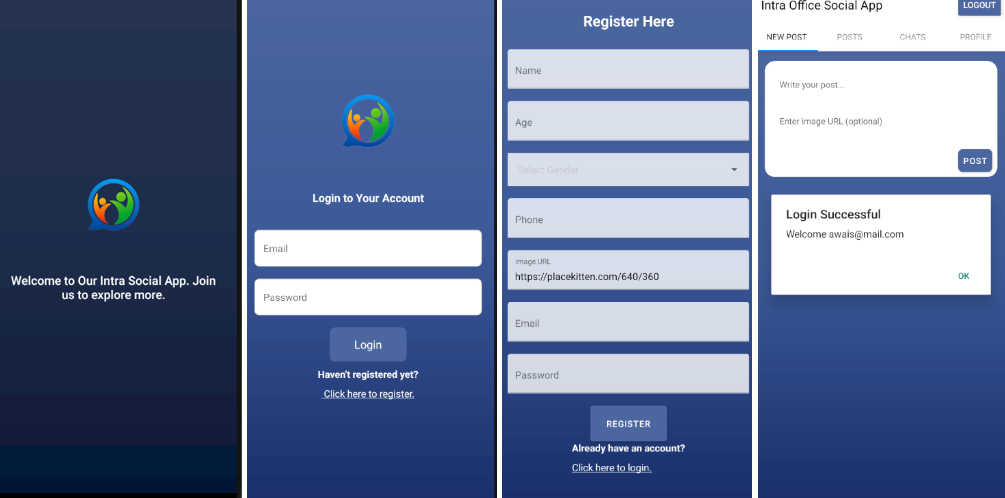 Welcome to Our Intra Social App. Join
us to explore more.
Login to Your Account
Email
Password
Login
Haven't registered yet?
Click here to register.
Register Here
Name
Age
Select Gender
Phone
Image URL
https://placekitten.com/640/360
Email
Password
REGISTER
Already have an account?
Click here to login.
Intra Office Social App
LOGOUT
NEW POST POSTS CHATS PROFILE
Write your post...
Enter image URL (optional)
POST
Login Successful
Welcome awais@mail.com
OK